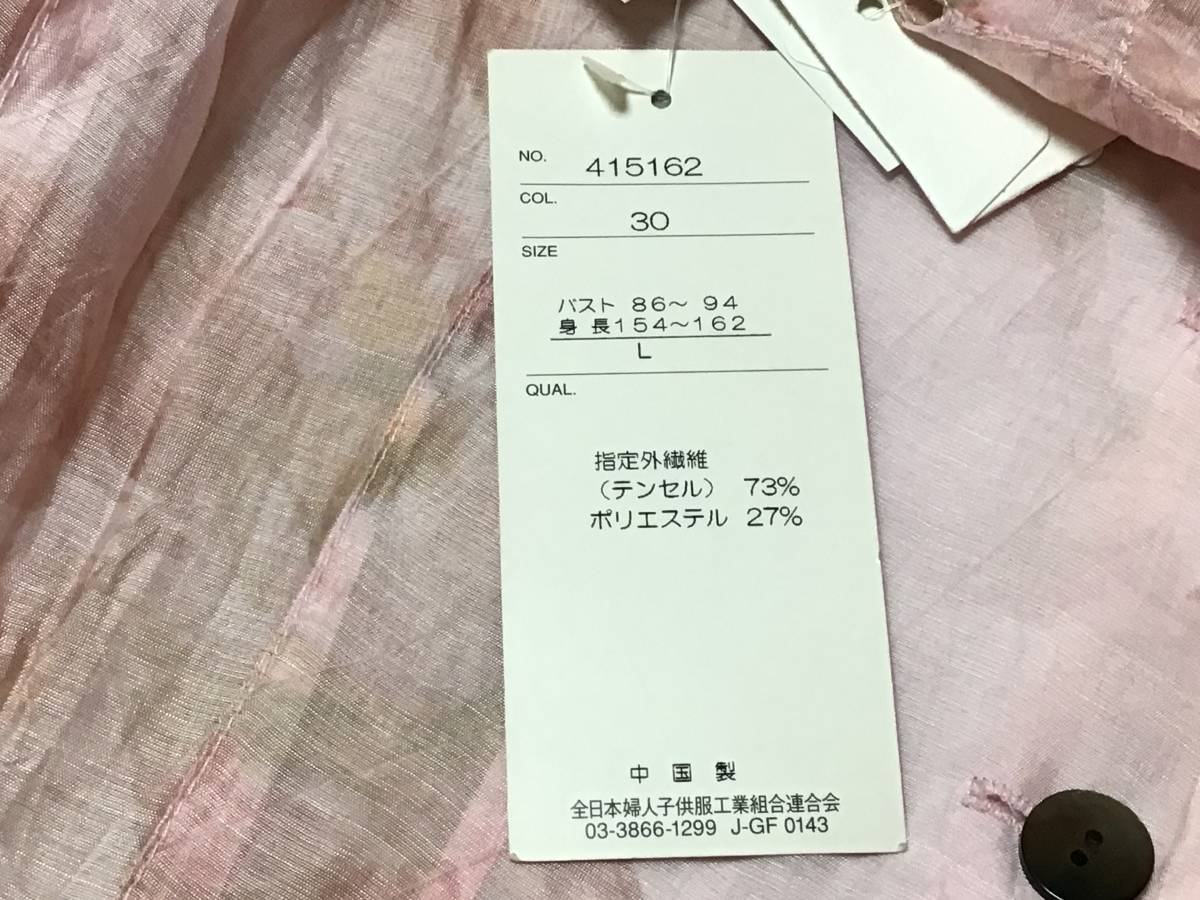 NO. 415162
COL.
30
SIZE
バスト 86～ 94
身 長154～162
L
QUAL.
指定外繊維
（テンセル） 73%
ポリエステル 27%
中 国 製
全日本婦人子供服工業組合連合会
03-3866-1299 J-GF 0143